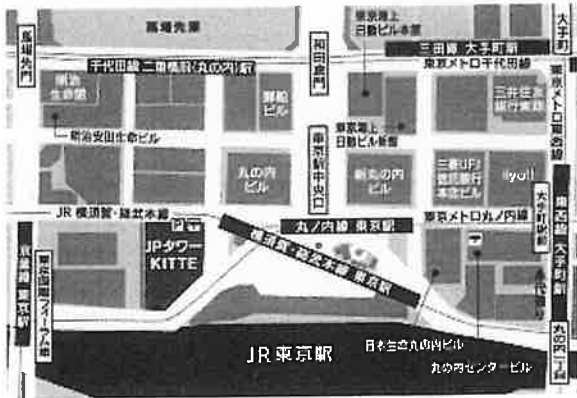 馬場先濠
馬場先門
和田倉門
東京海上
日動ビル本館
大手町
三田線 大手町駅
千代田線 二重橋前(丸の内)駅
東京メトロ千代田線
明治
生命館
郵船
ビル
三井住友
銀行東館
東京メトロ東西線
明治安田生命ビル
東京海上
日動ビル新館
東京駅中央口
丸の内
ビル
新丸の内
ビル
三菱UFJ
信託銀行
本店ビル
iiyo!!
大手町駅前
JR 横須賀・総武本線
丸ノ内線 東京駅
東京メトロ丸ノ内線
東西線 大手町駅
JPタワー
KITTE
横須賀・総武本線 東京駅
京葉線 東京駅
東京国際フォーラム前
永代通り
JR東京駅
日本生命丸の内ビル
丸の内センタービル
丸の内一丁目